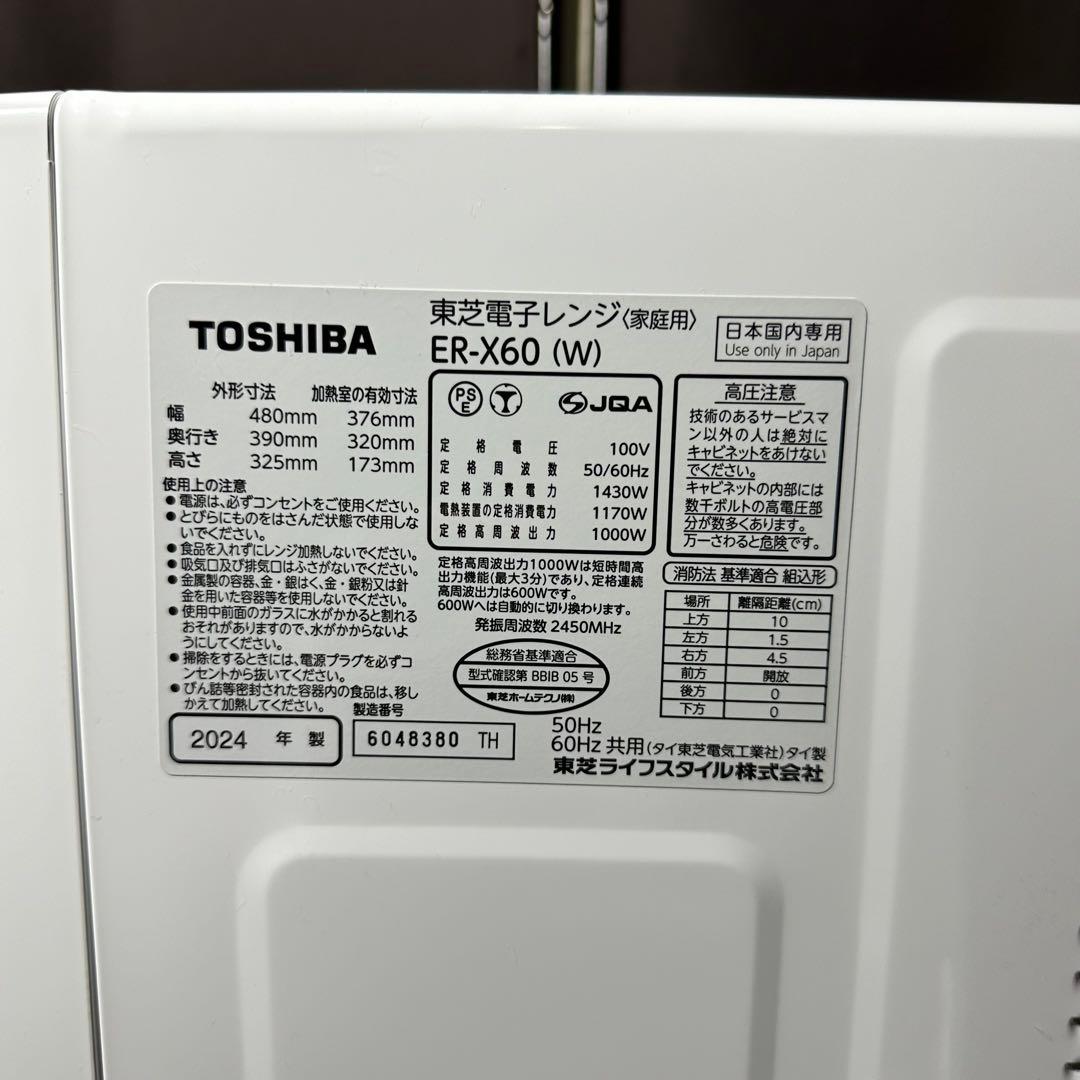 TOSHIBA
東芝電子レンジ〈家庭用〉
ER-X60 (W)
日本国内専用
Use only in Japan
外形寸法 加熱室の有効寸法
幅 480mm 376mm
奥行き 390mm 320mm
高さ 325mm 173mm
使用上の注意
●電源は、必ずコンセントをご使用ください。
●とびらにものをはさんだ状態で使用しな
いでください。
●食品を入れずにレンジ加熱しないでください。
●吸気口及び排気口はふさがないでください。
●金属製の容器、金・銀はく、金・銀粉又は針
金を用いた容器等を使用しないでください。
●使用中前面のガラスに水がかかると割れる
おそれがありますので、水がかからないよ
うにしてください。
●掃除をするときには、電源プラグを必ずコ
ンセントから抜いてください。
●びん詰等密封された容器内の食品は、移し
かえて加熱してください。
2024 年 製
製造番号
6048380 TH
PS
E
JQA
定格電圧 100V
定格周波数 50/60Hz
定格消費電力 1430W
電熱装置の定格消費電力 1170W
定格高周波出力 1000W
定格高周波出力1000Wは短時間高
出力機能(最大3分)であり、定格連続
高周波出力は600Wです。
600Wへは自動的に切り換わります。
発振周波数 2450MHz
総務省基準適合
型式確認第 BBIB 05 号
東芝ホームテクノ(株)
高圧注意
技術のあるサービスマ
ン以外の人は絶対に
キャビネットをあけない
でください。
キャビネットの内部には
数千ボルトの高電圧部
分が数多くあります。
万一さわると危険です。
消防法 基準適合 組込形
場所 離隔距離(cm)
上方 10
左方 1.5
右方 4.5
前方 開放
後方 0
下方 0
50Hz
60Hz 共用 (タイ東芝電気工業社) タイ製
東芝ライフスタイル株式会社